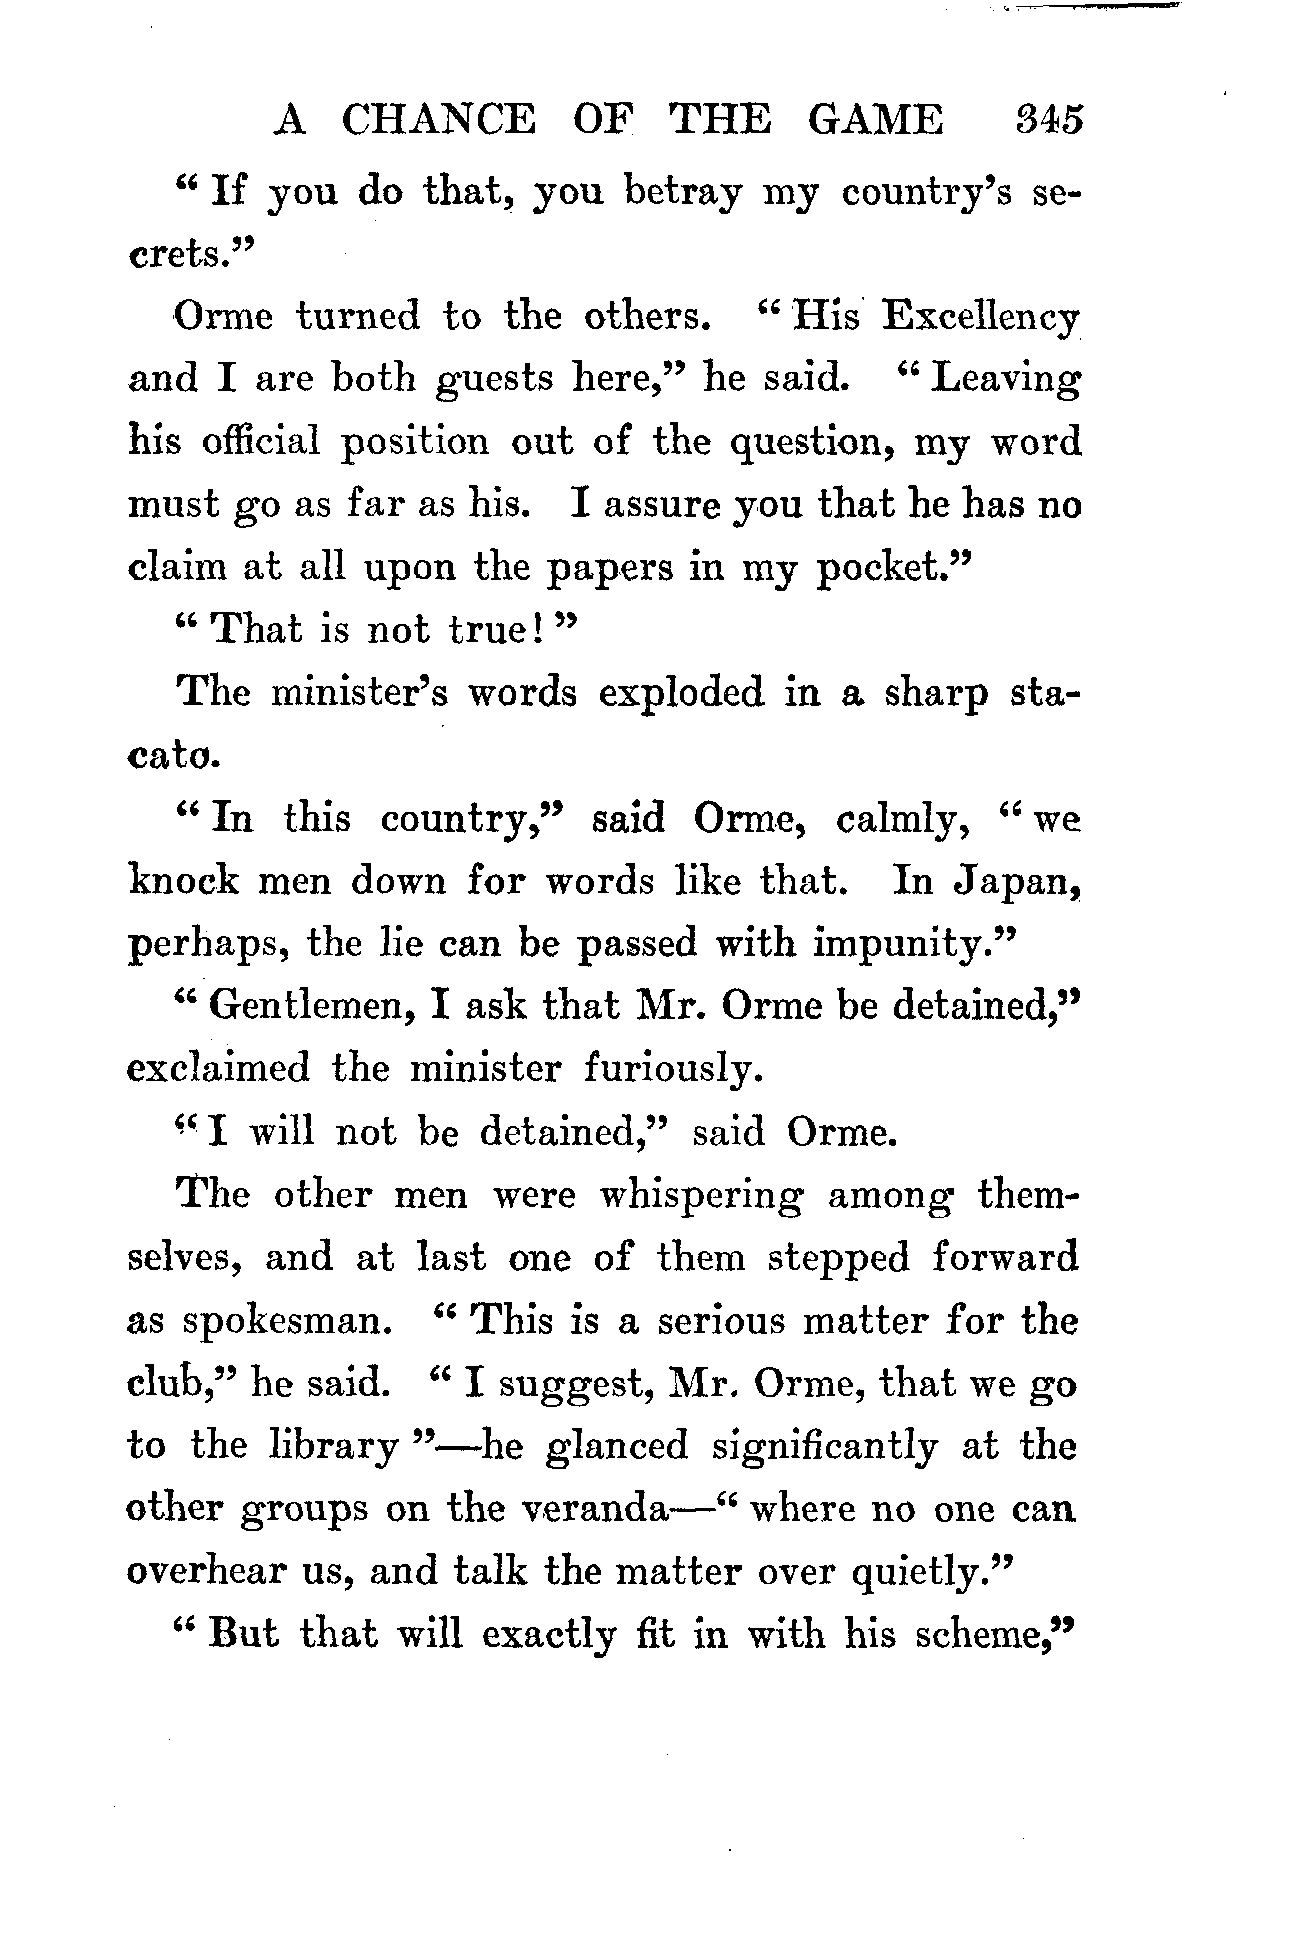 A CHANCE OF THE GAME 345
“ If you do that, you betray my country’s se-
crets.”
Orme turned to the others. “ His Excellency
and I are both guests here,” he said. “ Leaving
his official position out of the question, my word
must go as far as his. I assure you that he has no
claim at all upon the papers in my pocket.”
“ That is not true! ”
The minister’s words exploded in a sharp sta-
cato.
“ In this country,” said Orme, calmly, “ we
knock men down for words like that. In Japan,
perhaps, the lie can be passed with impunity.”
“ Gentlemen, I ask that Mr. Orme be detained,”
exclaimed the minister furiously.
“ I will not be detained,” said Orme.
The other men were whispering among them-
selves, and at last one of them stepped forward
as spokesman. “ This is a serious matter for the
club,” he said. “ I suggest, Mr. Orme, that we go
to the library ”—he glanced significantly at the
other groups on the veranda—“ where no one can
overhear us, and talk the matter over quietly.”
“ But that will exactly fit in with his scheme,”